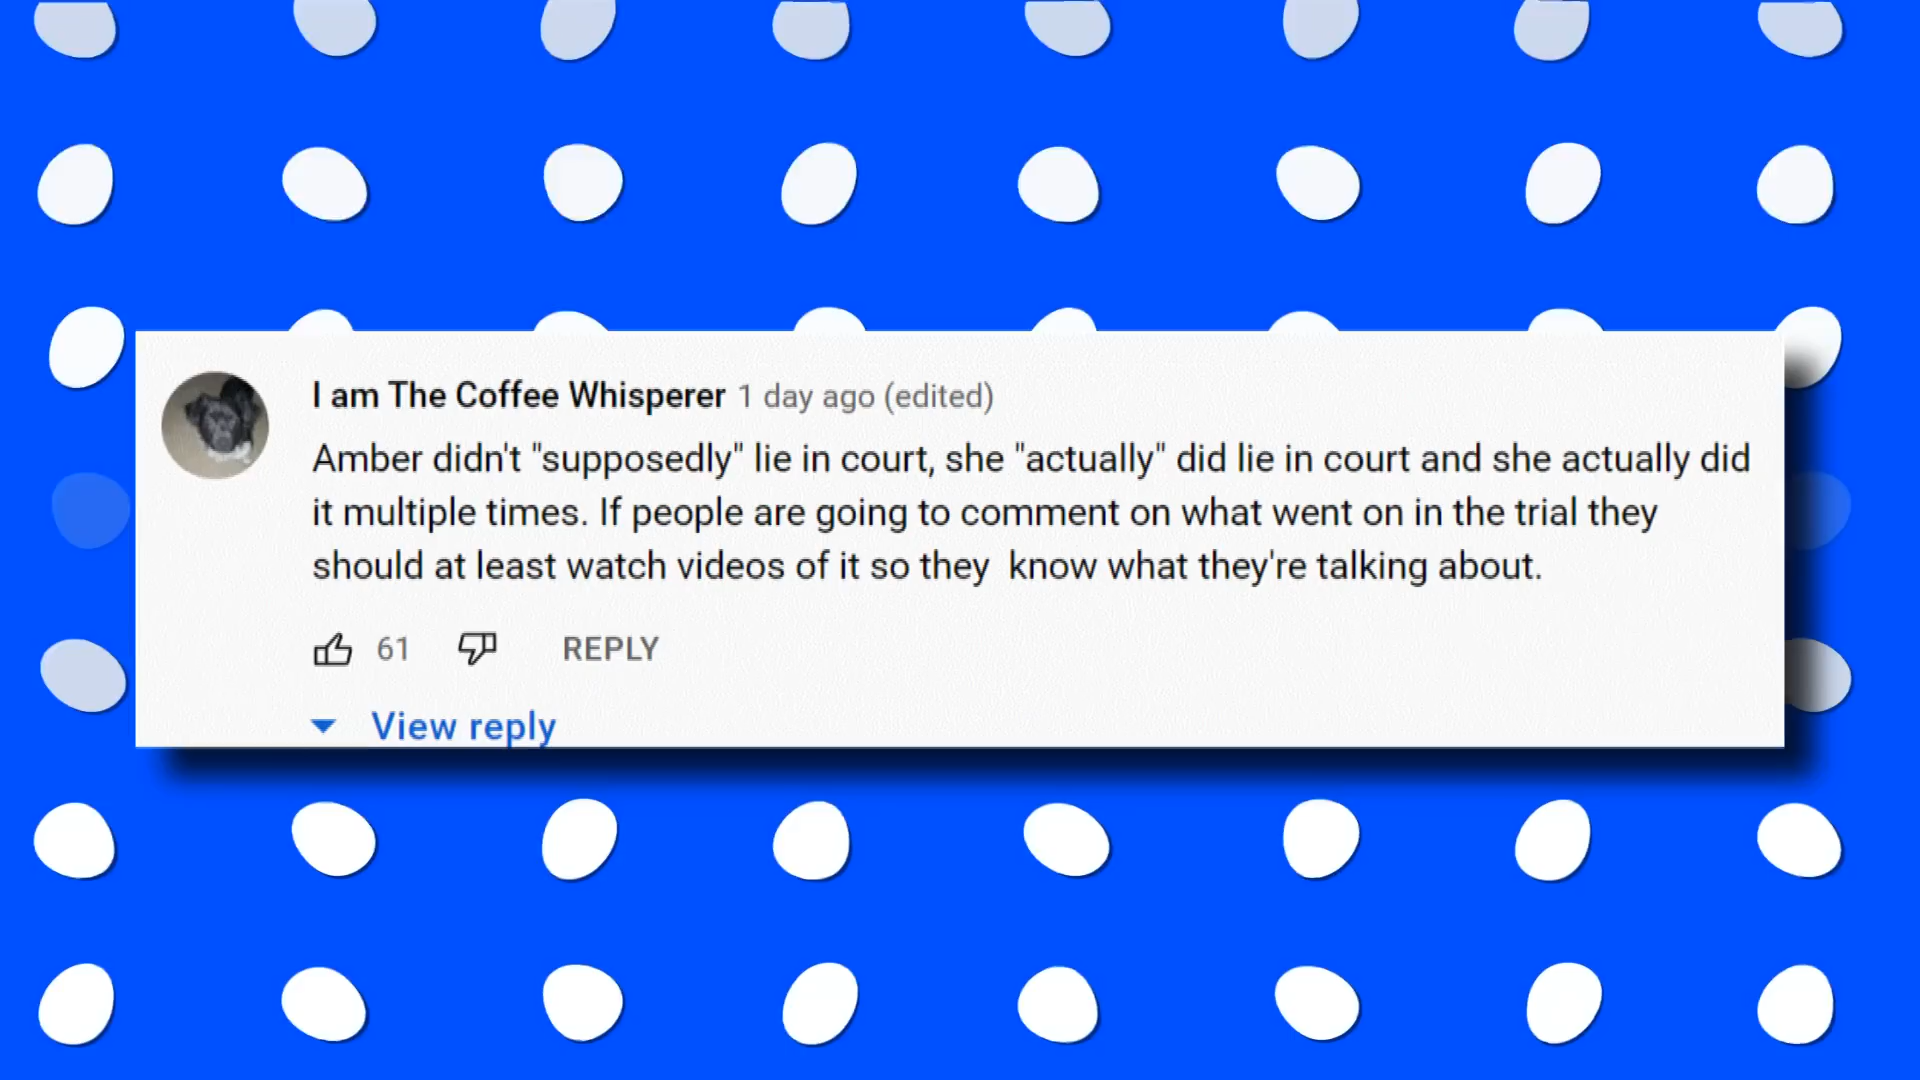 I am The Coffee Whisperer 1 day ago (edited)
Amber didn't "supposedly" lie in court, she "actually" did lie in court and she actually did
it multiple times. If people are going to comment on what went on in the trial they
should at least watch videos of it so they  know what they're talking about.
61 REPLY
View reply